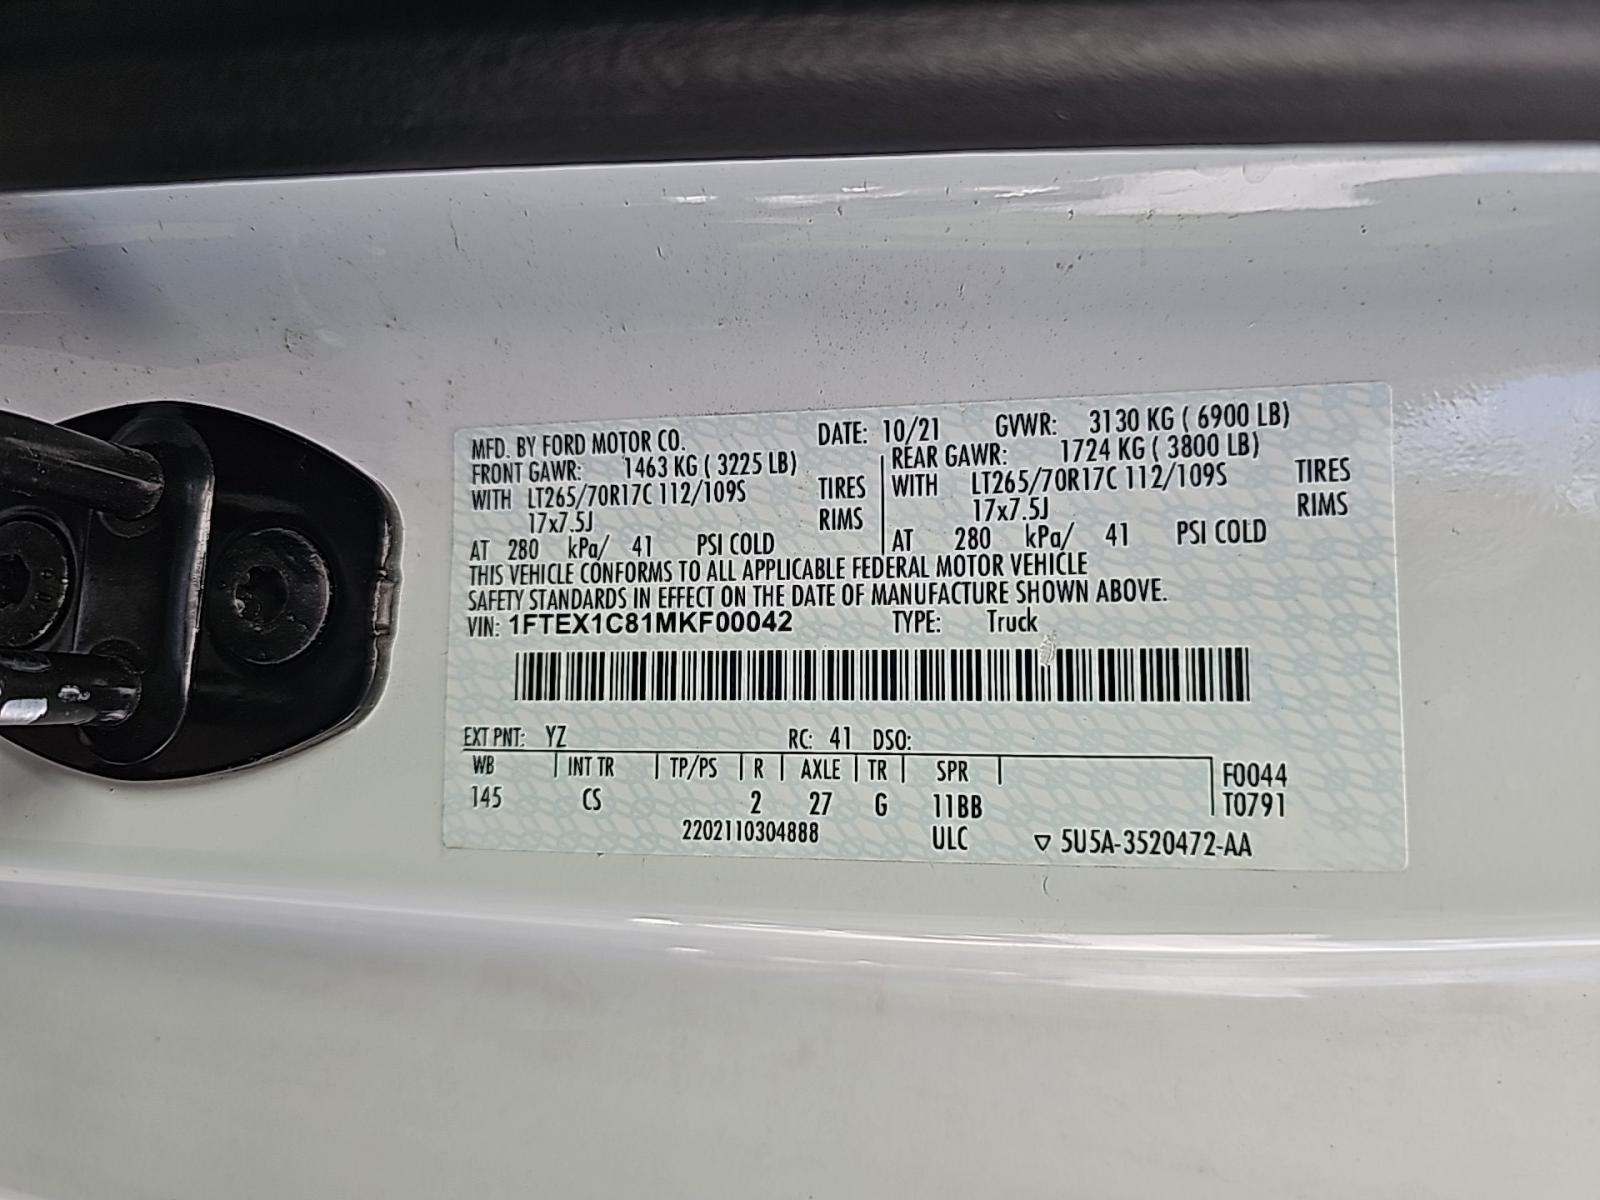 MFD. BY FORD MOTOR CO. DATE: 10/21 GVWR: 3130 KG ( 6900 LB)
FRONT GAWR: 1463 KG ( 3225 LB) REAR GAWR: 1724 KG ( 3800 LB)
WITH LT265/70R17C 112/109S TIRES WITH LT265/70R17C 112/109S TIRES
17x7.5J RIMS 17x7.5J RIMS
AT 280 kPa/ 41 PSI COLD AT 280 kPa/ 41 PSI COLD
THIS VEHICLE CONFORMS TO ALL APPLICABLE FEDERAL MOTOR VEHICLE
SAFETY STANDARDS IN EFFECT ON THE DATE OF MANUFACTURE SHOWN ABOVE.
VIN: 1FTEX1C81MKF00042 TYPE: Truck
EXT PNT: YZ RC: 41 DSO:
WB INT TR TP/PS R AXLE TR SPR F0044
145 CS 2 27 G 11BB T0791
2202110304888 ULC ▽ 5U5A-3520472-AA